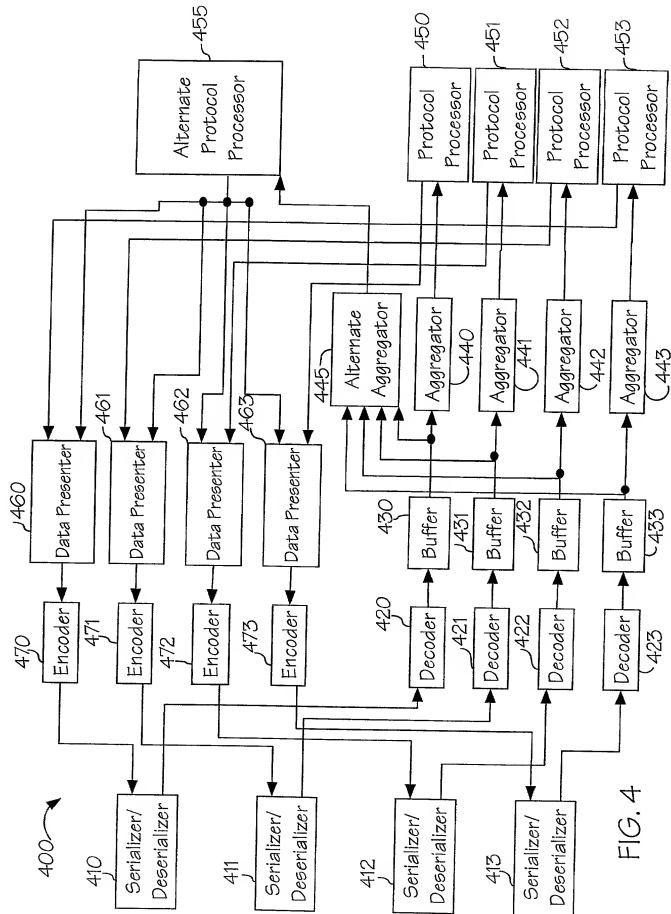 400
410
Serializer/
Deserializer
411
Serializer/
Deserializer
412
Serializer/
Deserializer
413
Serializer/
Deserializer
470
Encoder
471
Encoder
472
Encoder
473
Encoder
460
Data Presenter
461
Data Presenter
462
Data Presenter
463
Data Presenter
420
Decoder
421
Decoder
422
Decoder
423
Decoder
430
Buffer
431
Buffer
432
Buffer
433
Buffer
445
Alternate
Aggregator
440
Aggregator
441
Aggregator
442
Aggregator
443
Aggregator
455
Alternate
Protocol
Processor
450
Protocol
Processor
451
Protocol
Processor
452
Protocol
Processor
453
Protocol
Processor
FIG. 4